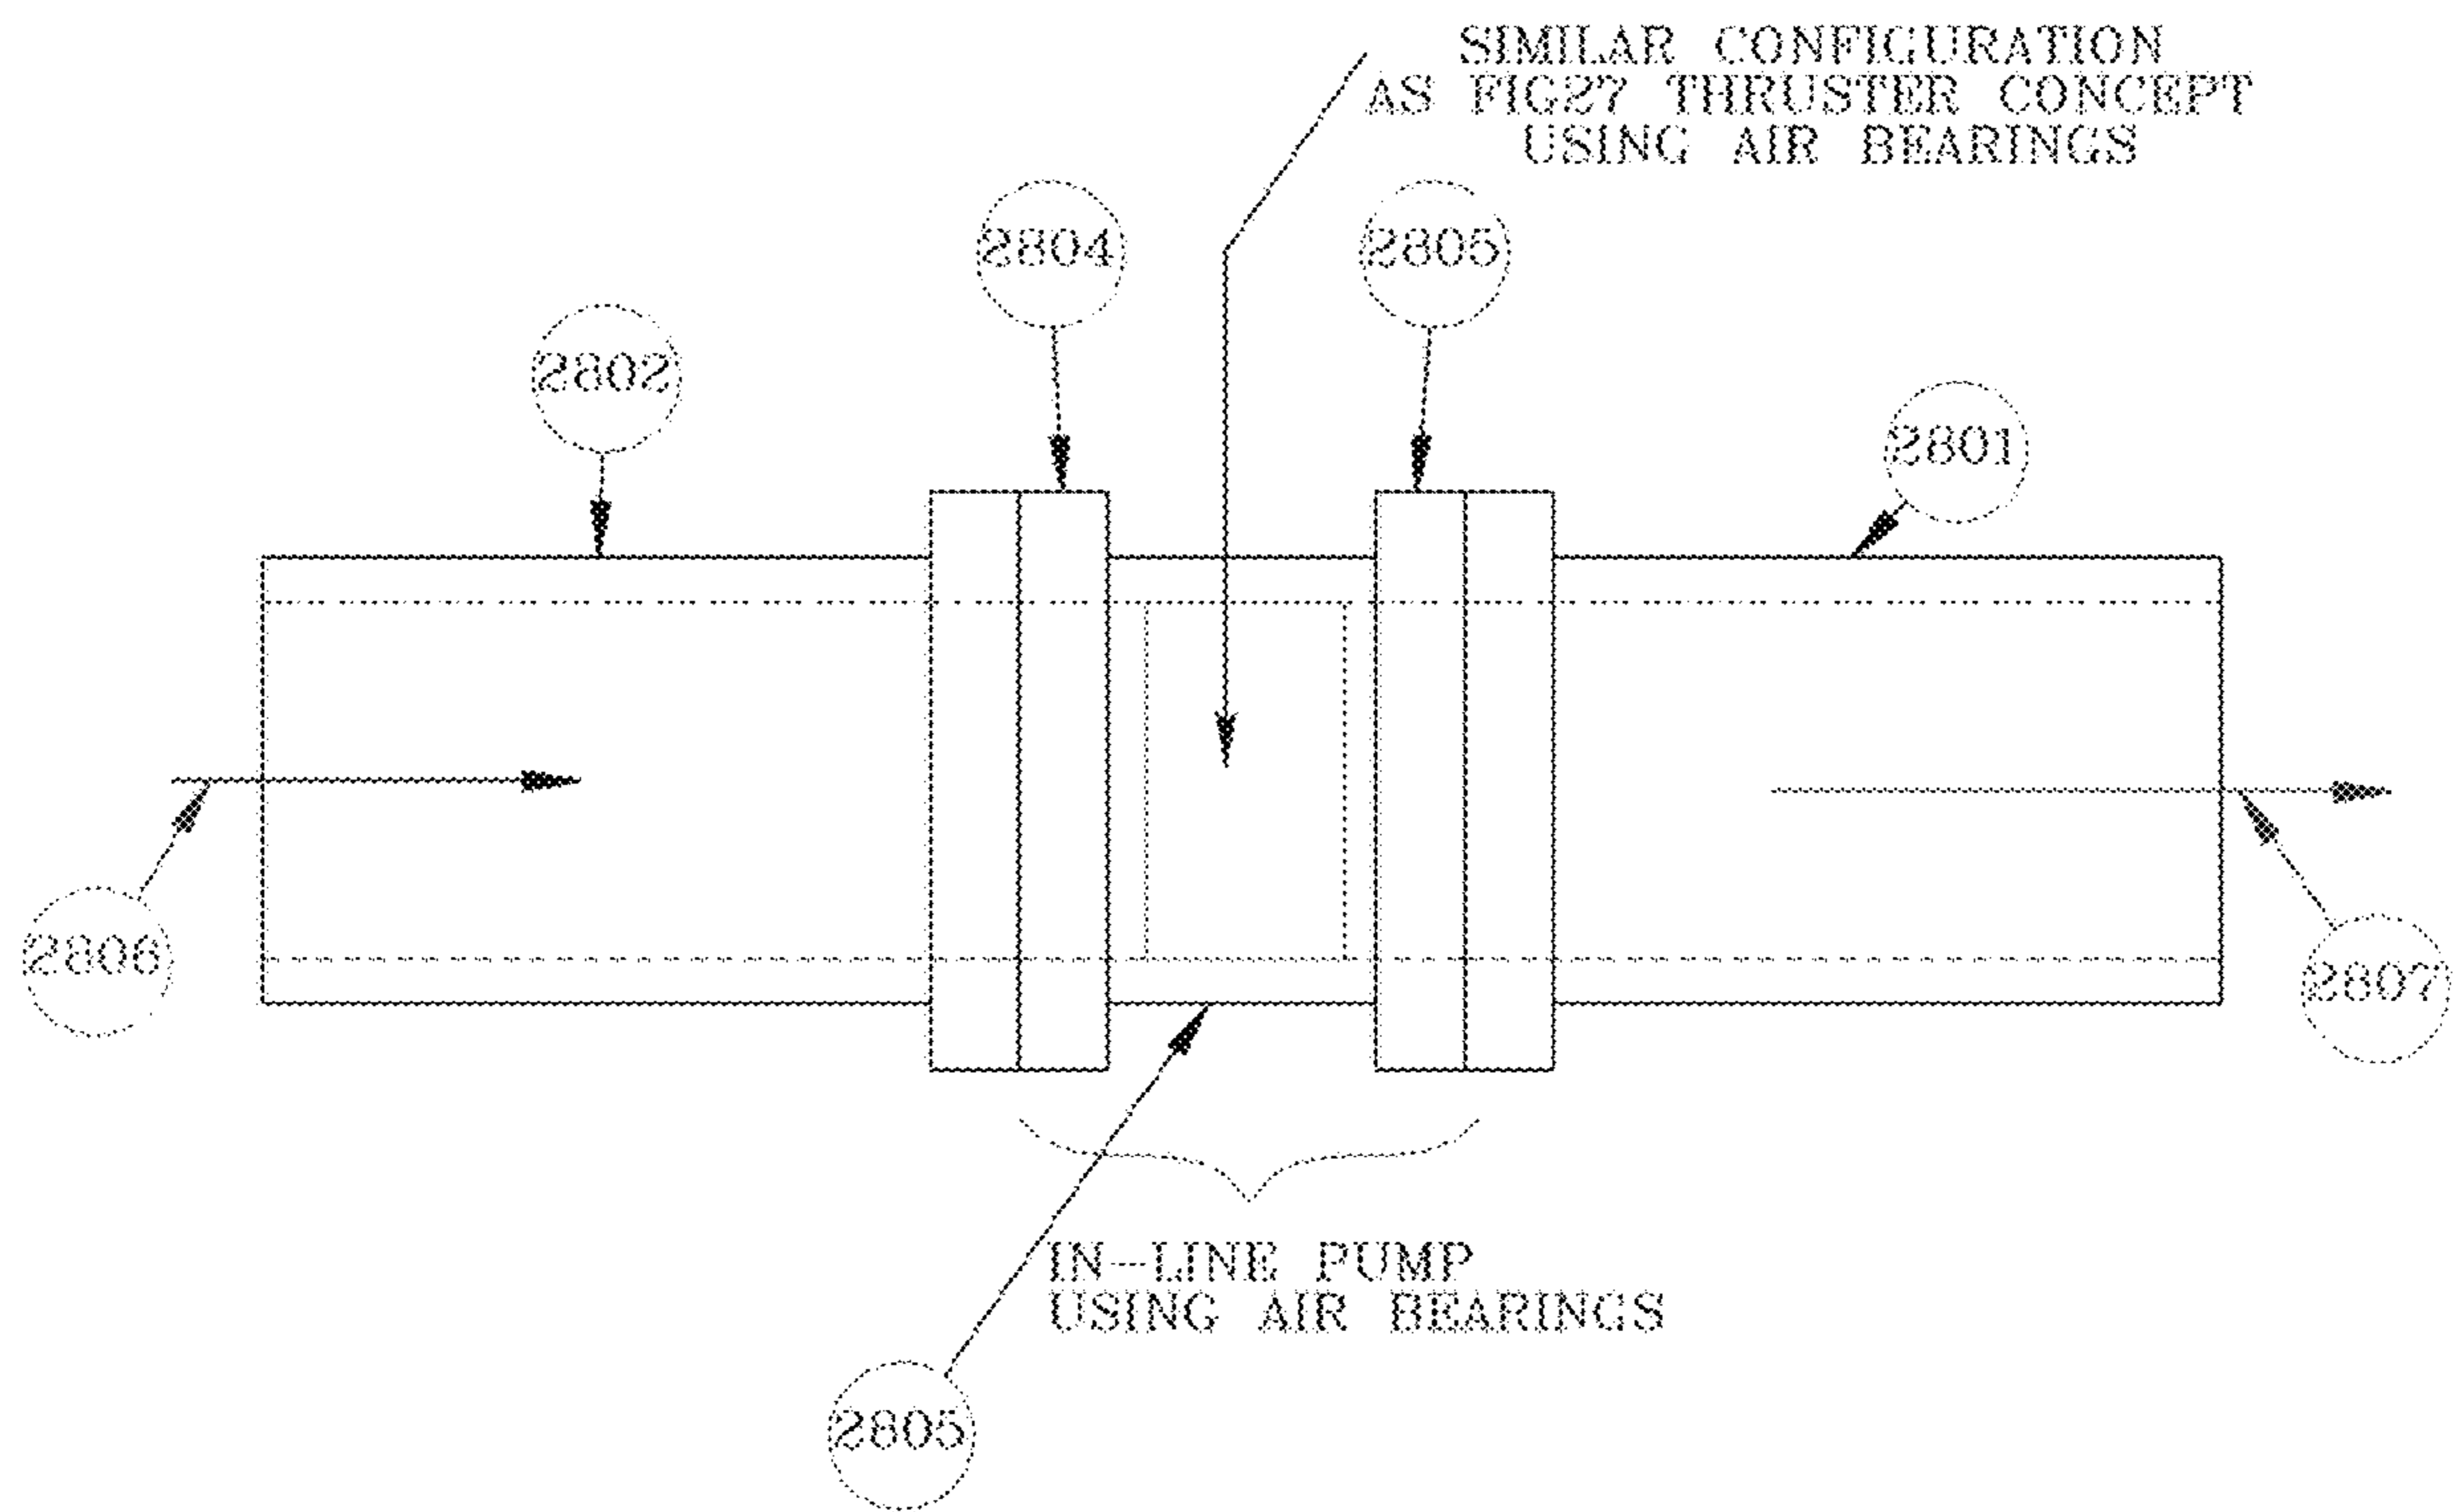 SIMILAR CONFIGURATION
AS FIG27 THRUSTER CONCEPT
USING AIR BEARINGS
2804
2805
2802
2801
2806
2807
IN-LINE PUMP
USING AIR BEARINGS
2805